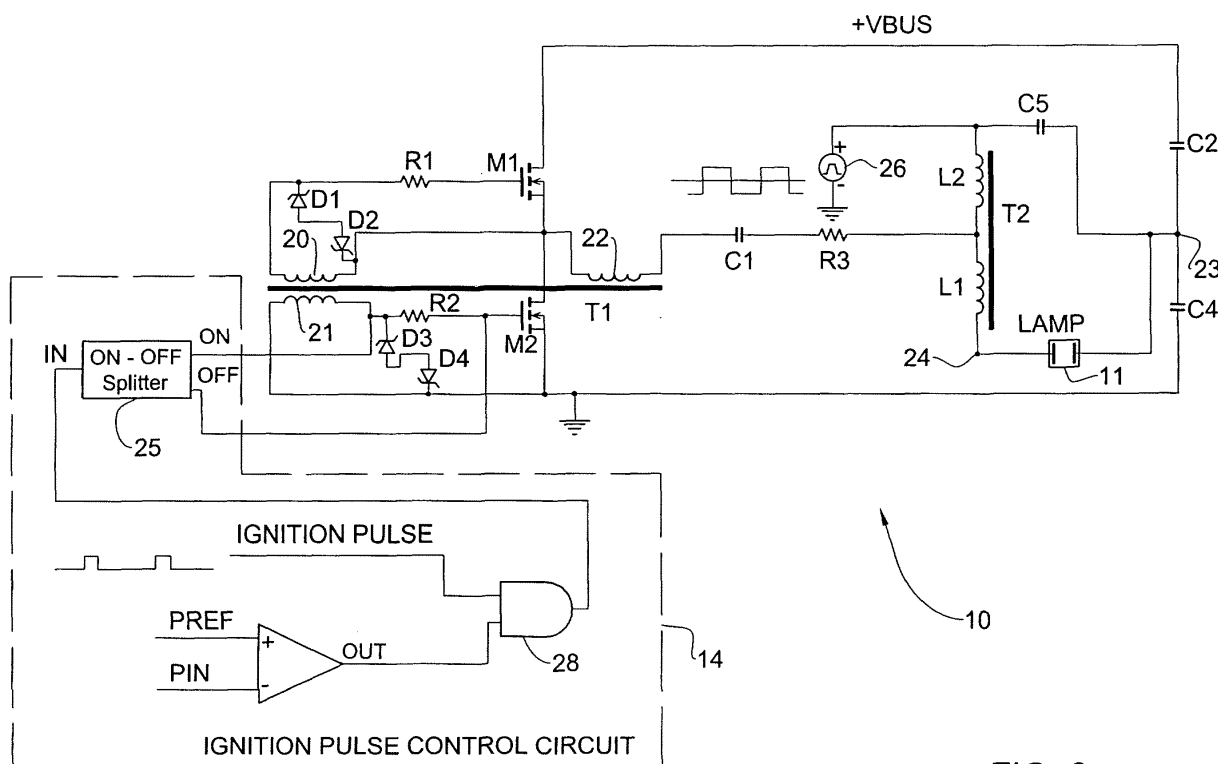 +VBUS
C5
C2
R1
M1
+
-
26
L2
T2
D1
D2
20
22
C1
R3
23
L1
C4
21
R2
T1
M2
D3
D4
LAMP
24
11
IN
ON - OFF
Splitter
ON
OFF
25
IGNITION PULSE
PREF
+
OUT
PIN
-
28
14
10
IGNITION PULSE CONTROL CIRCUIT